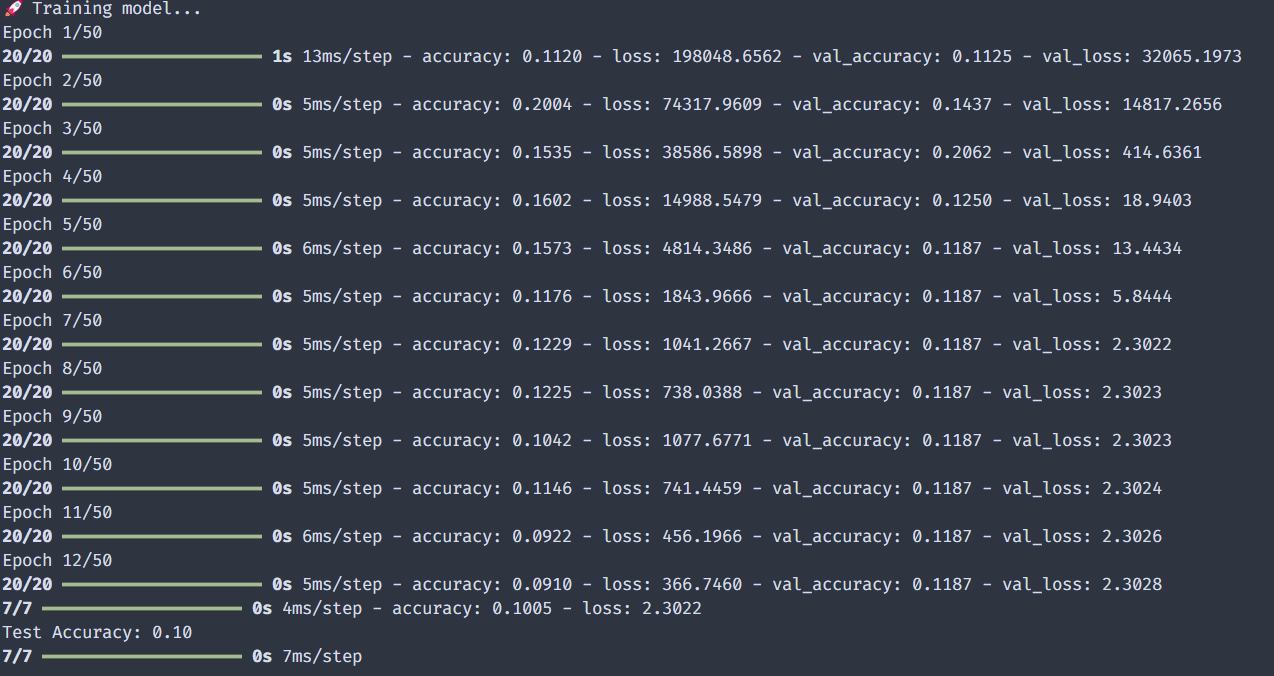 🚀 Training model...
Epoch 1/50
20/20 ━━━━━━━━━━━━━━━━━━━━ 1s 13ms/step - accuracy: 0.1120 - loss: 198048.6562 - val_accuracy: 0.1125 - val_loss: 32065.1973
Epoch 2/50
20/20 ━━━━━━━━━━━━━━━━━━━━ 0s 5ms/step - accuracy: 0.2004 - loss: 74317.9609 - val_accuracy: 0.1437 - val_loss: 14817.2656
Epoch 3/50
20/20 ━━━━━━━━━━━━━━━━━━━━ 0s 5ms/step - accuracy: 0.1535 - loss: 38586.5898 - val_accuracy: 0.2062 - val_loss: 414.6361
Epoch 4/50
20/20 ━━━━━━━━━━━━━━━━━━━━ 0s 5ms/step - accuracy: 0.1602 - loss: 14988.5479 - val_accuracy: 0.1250 - val_loss: 18.9403
Epoch 5/50
20/20 ━━━━━━━━━━━━━━━━━━━━ 0s 6ms/step - accuracy: 0.1573 - loss: 4814.3486 - val_accuracy: 0.1187 - val_loss: 13.4434
Epoch 6/50
20/20 ━━━━━━━━━━━━━━━━━━━━ 0s 5ms/step - accuracy: 0.1176 - loss: 1843.9666 - val_accuracy: 0.1187 - val_loss: 5.8444
Epoch 7/50
20/20 ━━━━━━━━━━━━━━━━━━━━ 0s 5ms/step - accuracy: 0.1229 - loss: 1041.2667 - val_accuracy: 0.1187 - val_loss: 2.3022
Epoch 8/50
20/20 ━━━━━━━━━━━━━━━━━━━━ 0s 5ms/step - accuracy: 0.1225 - loss: 738.0388 - val_accuracy: 0.1187 - val_loss: 2.3023
Epoch 9/50
20/20 ━━━━━━━━━━━━━━━━━━━━ 0s 5ms/step - accuracy: 0.1042 - loss: 1077.6771 - val_accuracy: 0.1187 - val_loss: 2.3023
Epoch 10/50
20/20 ━━━━━━━━━━━━━━━━━━━━ 0s 5ms/step - accuracy: 0.1146 - loss: 741.4459 - val_accuracy: 0.1187 - val_loss: 2.3024
Epoch 11/50
20/20 ━━━━━━━━━━━━━━━━━━━━ 0s 6ms/step - accuracy: 0.0922 - loss: 456.1966 - val_accuracy: 0.1187 - val_loss: 2.3026
Epoch 12/50
20/20 ━━━━━━━━━━━━━━━━━━━━ 0s 5ms/step - accuracy: 0.0910 - loss: 366.7460 - val_accuracy: 0.1187 - val_loss: 2.3028
7/7 ━━━━━━━━━━━━━━━━━━━━ 0s 4ms/step - accuracy: 0.1005 - loss: 2.3022
Test Accuracy: 0.10
7/7 ━━━━━━━━━━━━━━━━━━━━ 0s 7ms/step